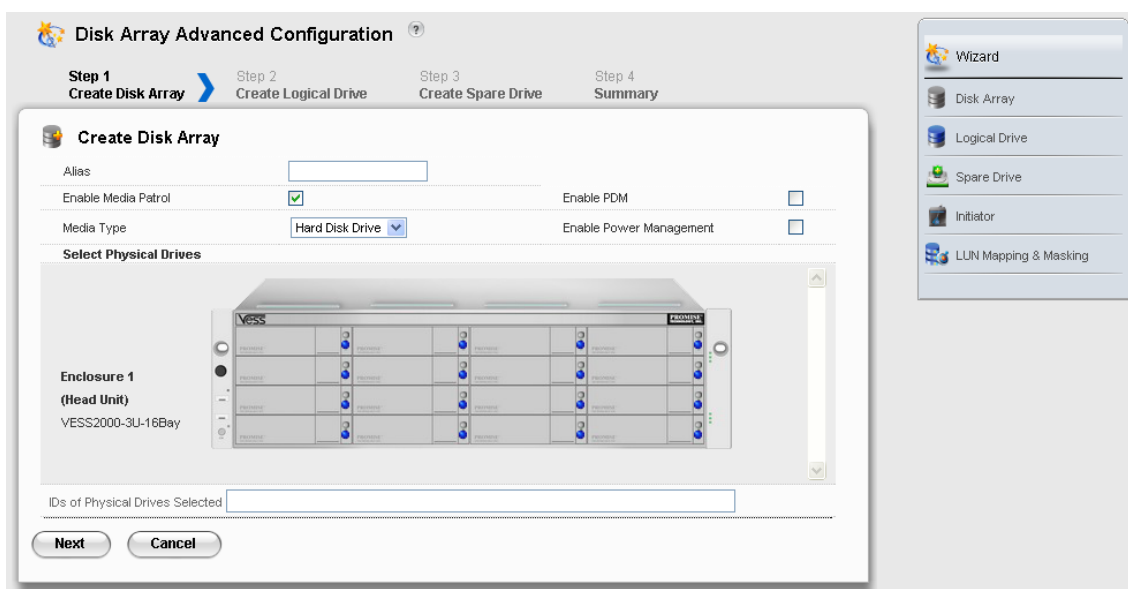 Disk Array Advanced Configuration ?
Step 1
Create Disk Array
Step 2
Create Logical Drive
Step 3
Create Spare Drive
Step 4
Summary
Create Disk Array
Alias
Enable Media Patrol
Enable PDM
Media Type
Hard Disk Drive
Enable Power Management
Select Physical Drives
Vess
PROMISE
Enclosure 1
(Head Unit)
VESS2000-3U-16Bay
IDs of Physical Drives Selected
Next
Cancel
Wizard
Disk Array
Logical Drive
Spare Drive
Initiator
LUN Mapping & Masking